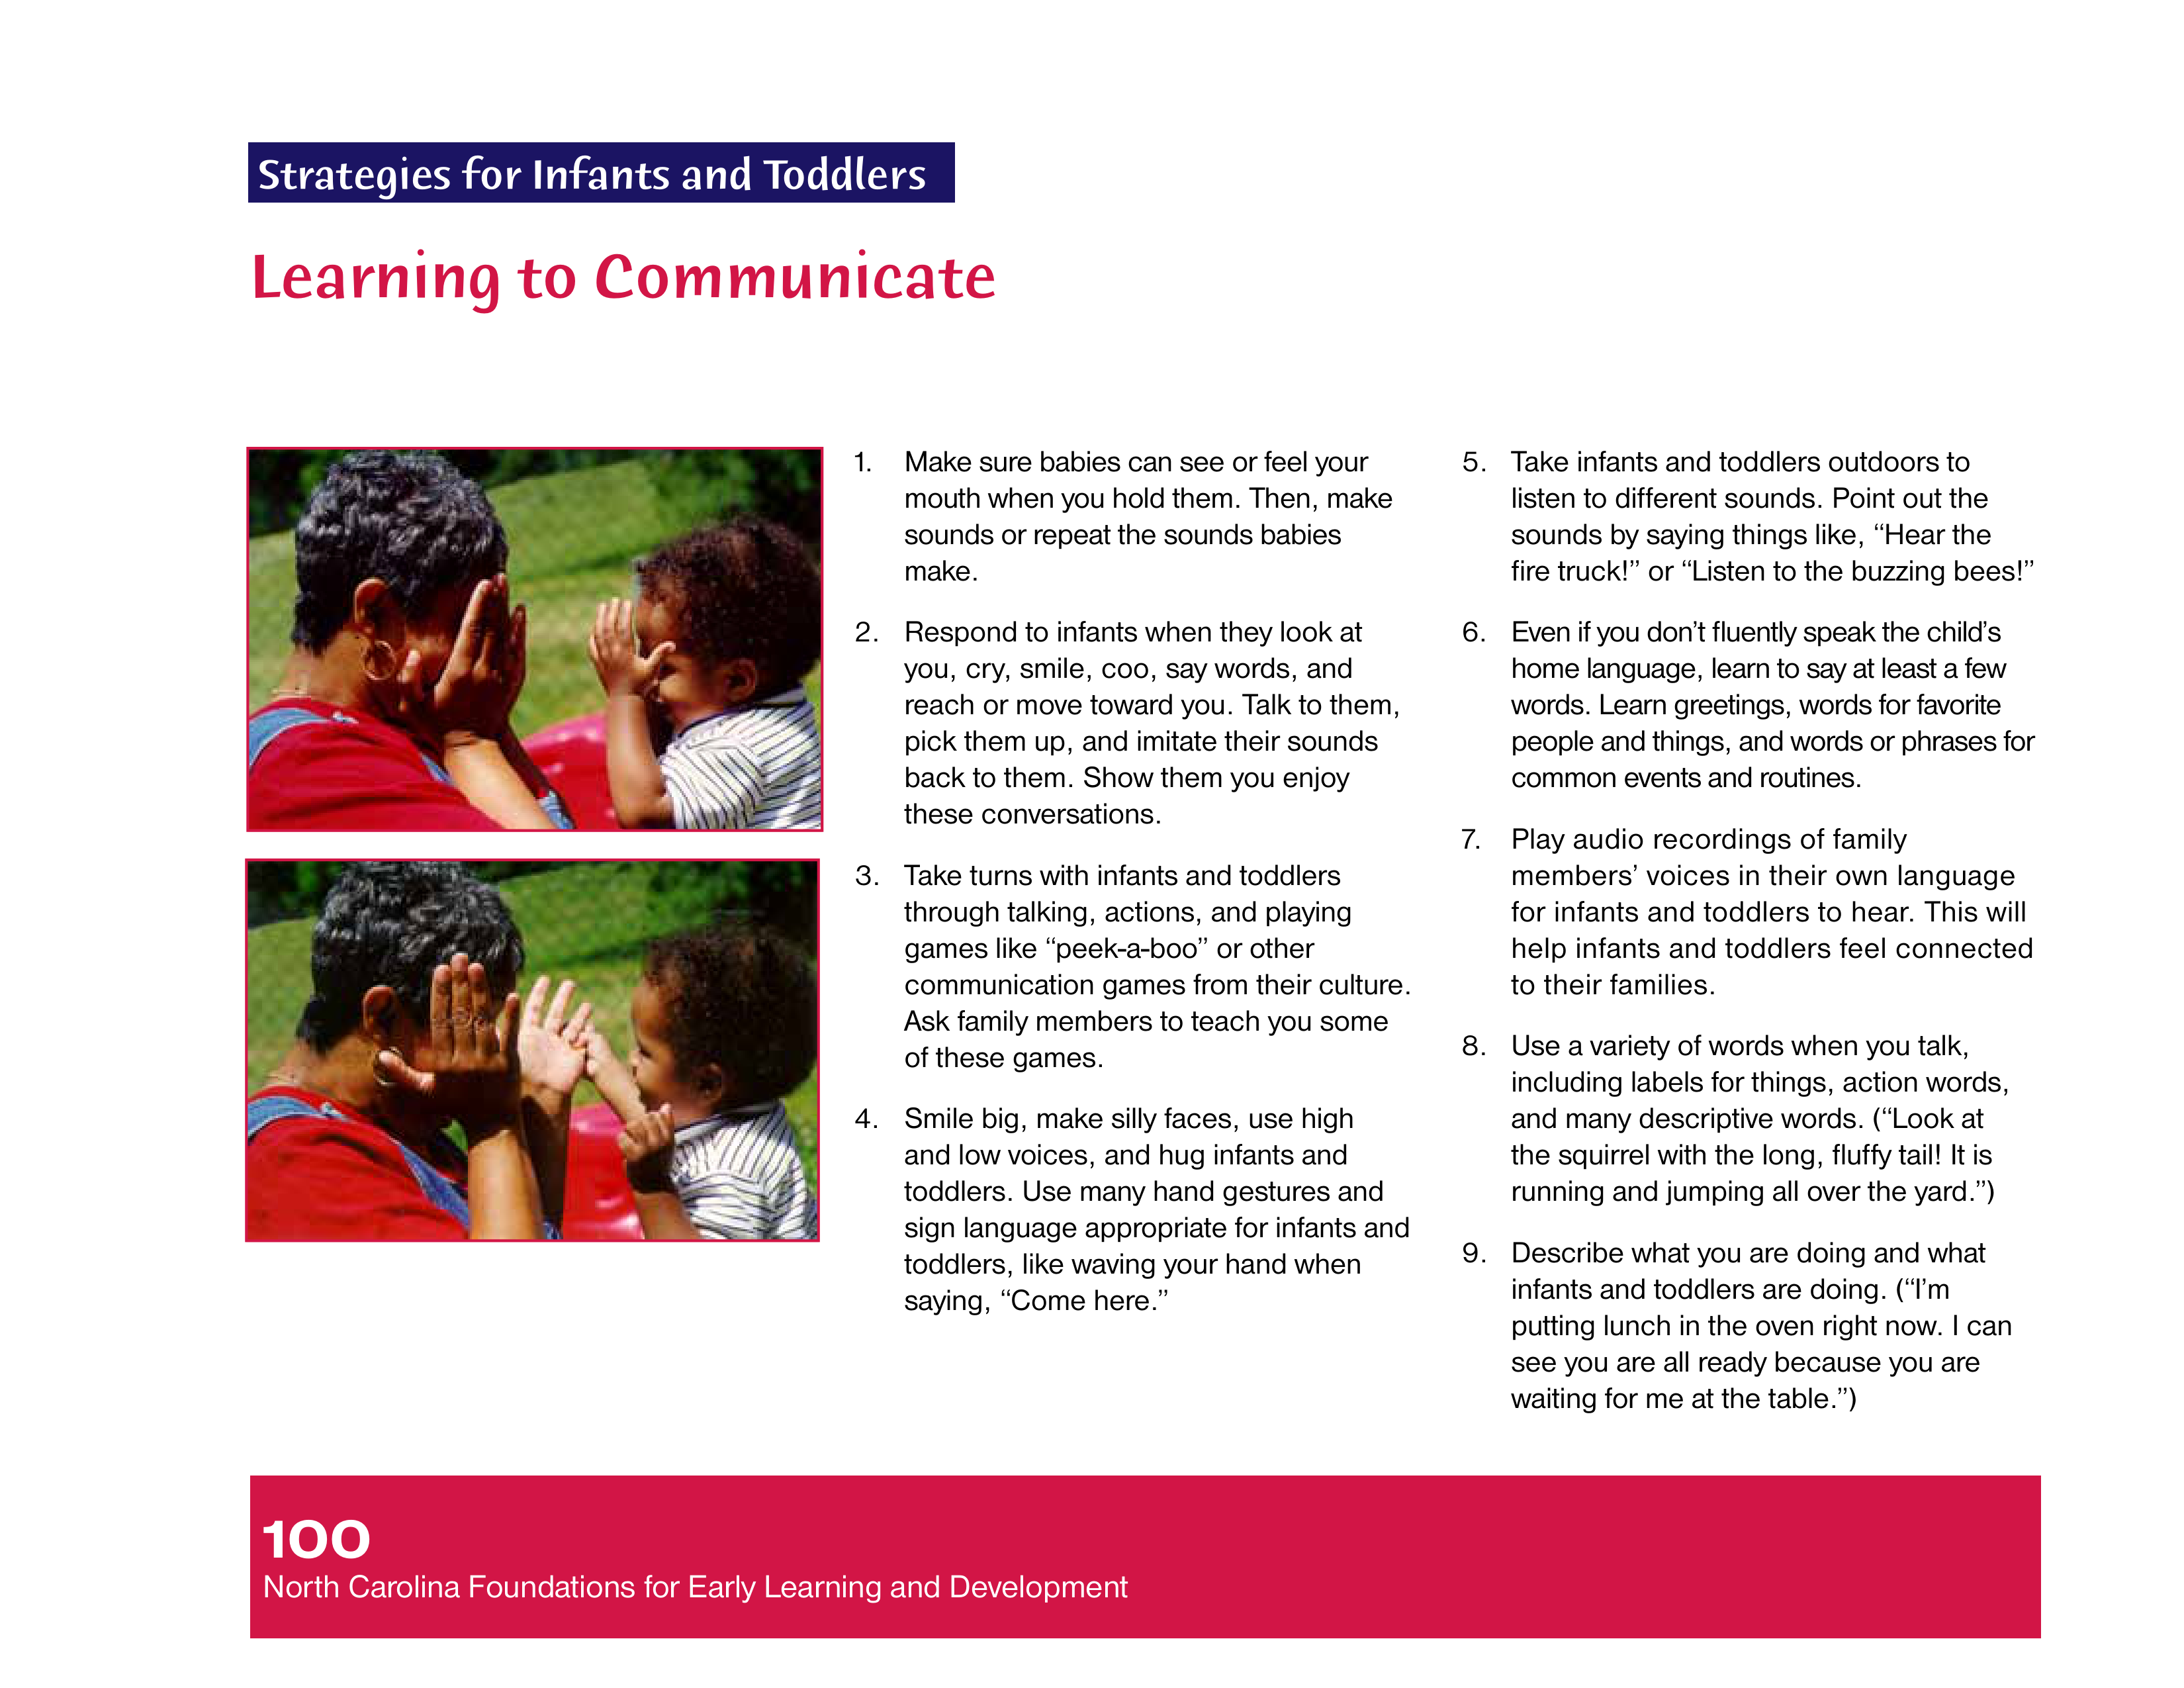 Strategies for Infants and Toddlers
Learning to Communicate
1. Make sure babies can see or feel your
mouth when you hold them. Then, make
sounds or repeat the sounds babies
make.
2. Respond to infants when they look at
you, cry, smile, coo, say words, and
reach or move toward you. Talk to them,
pick them up, and imitate their sounds
back to them. Show them you enjoy
these conversations.
3. Take turns with infants and toddlers
through talking, actions, and playing
games like “peek-a-boo” or other
communication games from their culture.
Ask family members to teach you some
of these games.
4. Smile big, make silly faces, use high
and low voices, and hug infants and
toddlers. Use many hand gestures and
sign language appropriate for infants and
toddlers, like waving your hand when
saying, “Come here.”
5. Take infants and toddlers outdoors to
listen to different sounds. Point out the
sounds by saying things like, “Hear the
fire truck!” or “Listen to the buzzing bees!”
6. Even if you don’t fluently speak the child’s
home language, learn to say at least a few
words. Learn greetings, words for favorite
people and things, and words or phrases for
common events and routines.
7. Play audio recordings of family
members’ voices in their own language
for infants and toddlers to hear. This will
help infants and toddlers feel connected
to their families.
8. Use a variety of words when you talk,
including labels for things, action words,
and many descriptive words. (“Look at
the squirrel with the long, fluffy tail! It is
running and jumping all over the yard.”)
9. Describe what you are doing and what
infants and toddlers are doing. (“I’m
putting lunch in the oven right now. I can
see you are all ready because you are
waiting for me at the table.”)
100
North Carolina Foundations for Early Learning and Development